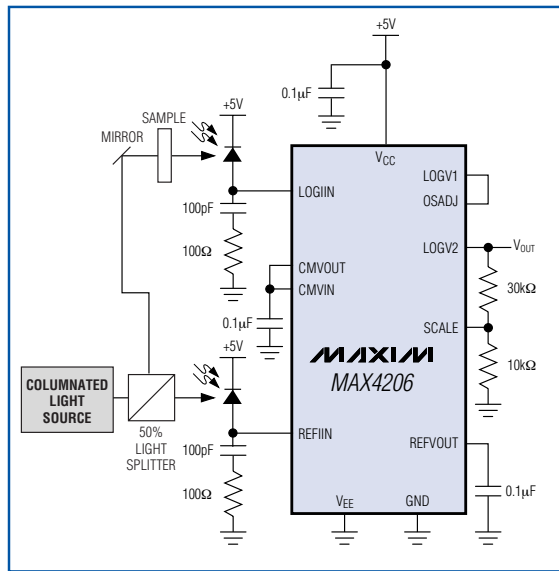 +5V
0.1µF
SAMPLE
+5V
MIRROR
VCC
LOGV1
OSADJ
LOGIIN
100pF
100Ω
LOGV2
VOUT
CMVOUT
CMVIN
30kΩ
0.1µF
+5V
SCALE
MAXIM
MAX4206
10kΩ
COLUMNATED
LIGHT
SOURCE
50%
LIGHT
SPLITTER
REFIIN
100pF
100Ω
REFVOUT
0.1µF
VEE
GND